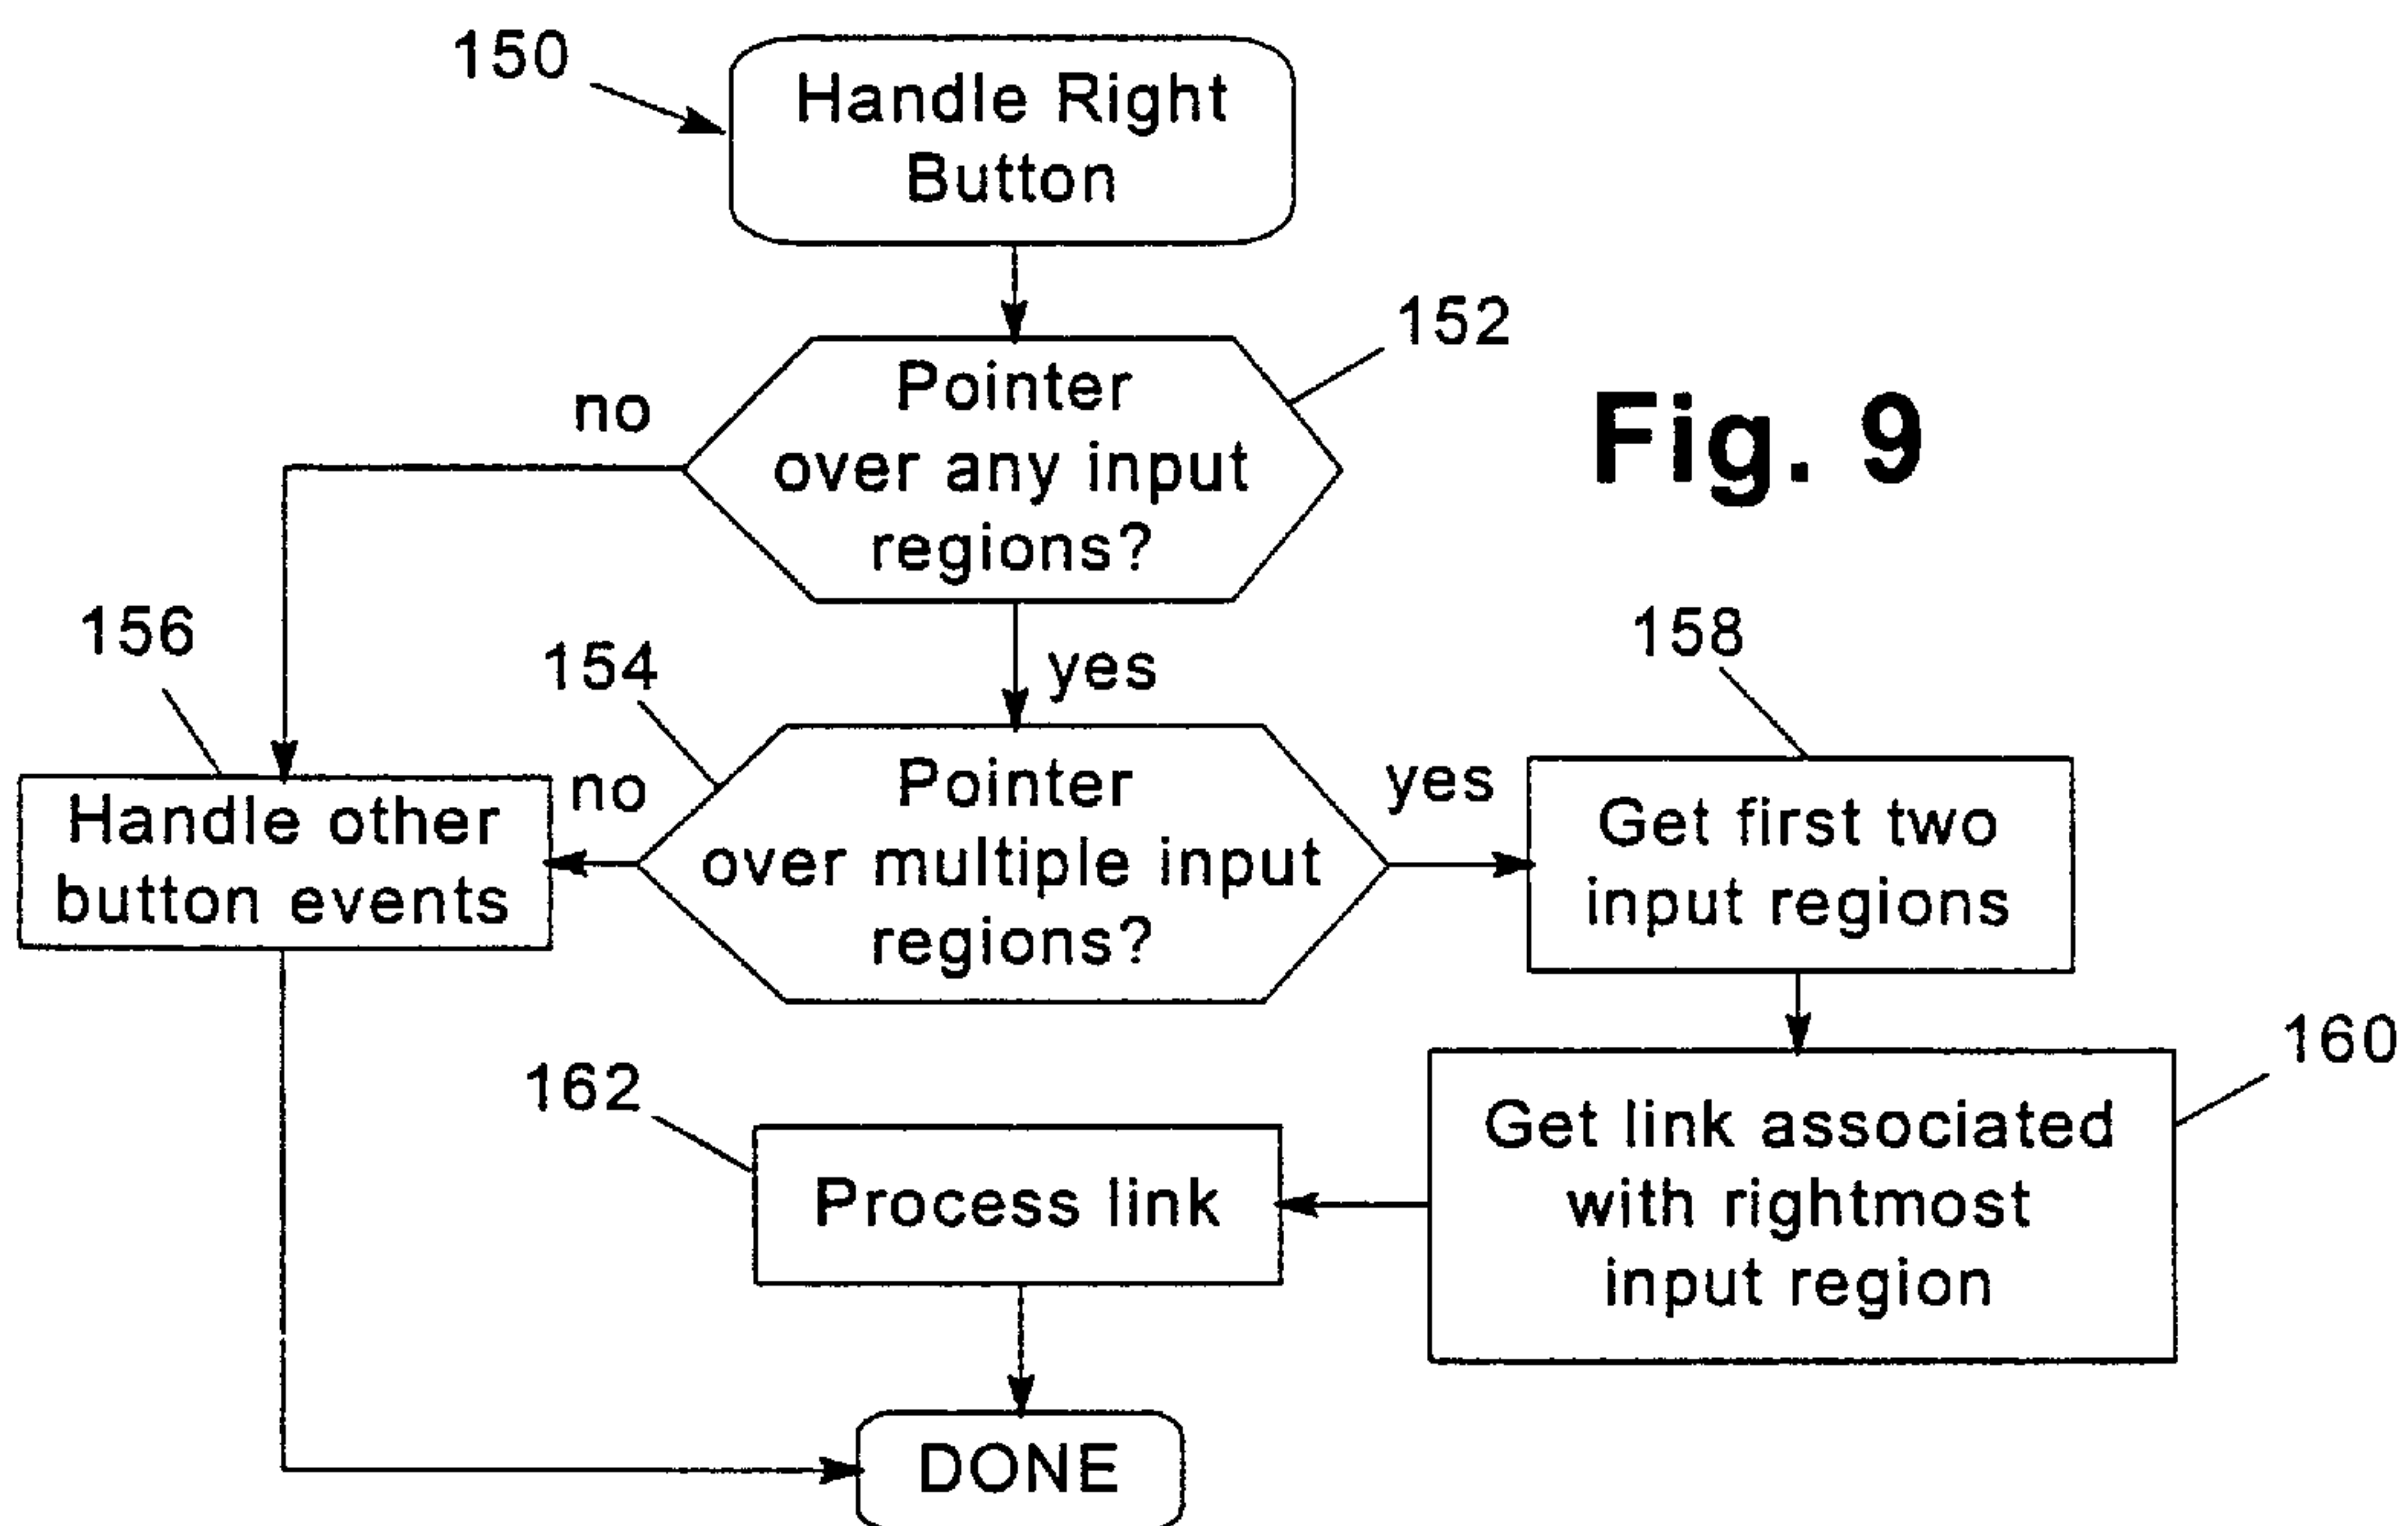 150
Handle Right
Button
152
Pointer
over any input
regions?
no
Fig. 9
yes
156
154
158
Handle other
button events
no
Pointer
over multiple input
regions?
yes
Get first two
input regions
160
162
Process link
Get link associated
with rightmost
input region
DONE